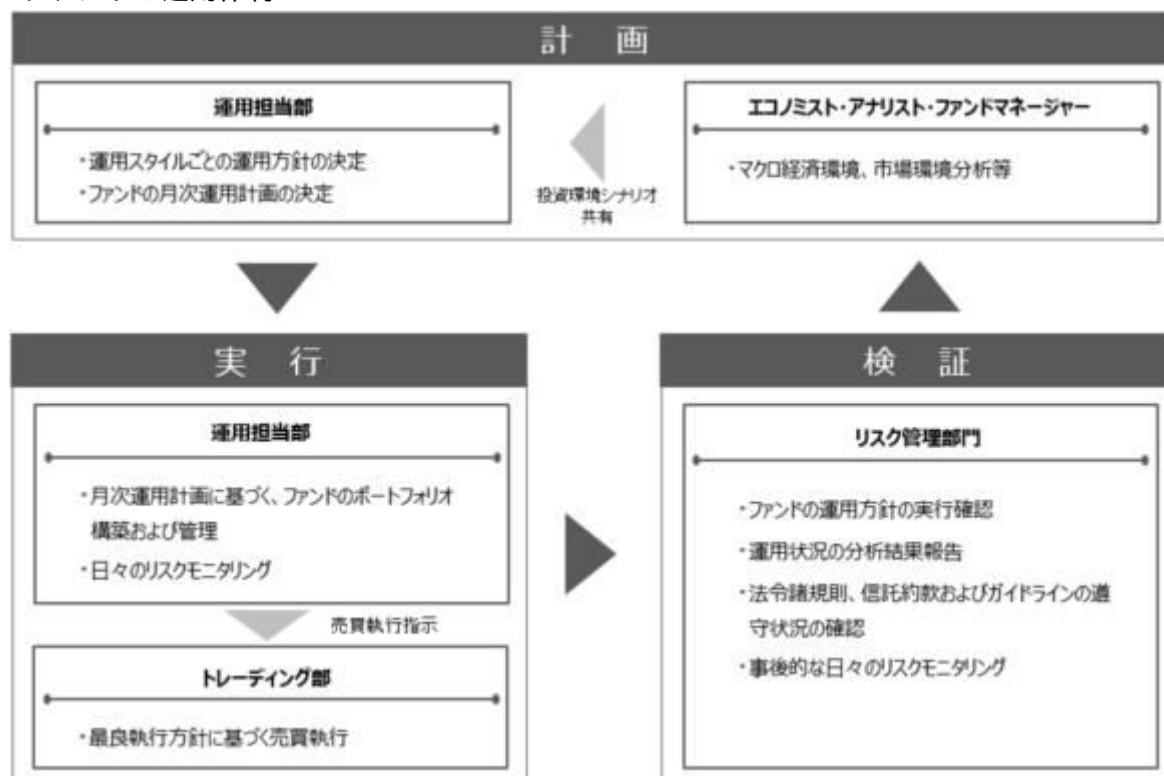 計　画
運用担当部
・運用スタイルごとの運用方針の決定
・ファンドの月次運用計画の決定
投資環境シナリオ
共有
エコノミスト・アナリスト・ファンドマネージャー
・マクロ経済環境、市場環境分析等
実　行
運用担当部
・月次運用計画に基づく、ファンドのポートフォリオ
構築および管理
・日々のリスクモニタリング
売買執行指示
トレーディング部
・最良執行方針に基づく売買執行
検　証
リスク管理部門
・ファンドの運用方針の実行確認
・運用状況の分析結果報告
・法令諸規則、信託約款およびガイドラインの遵
守状況の確認
・事後的な日々のリスクモニタリング